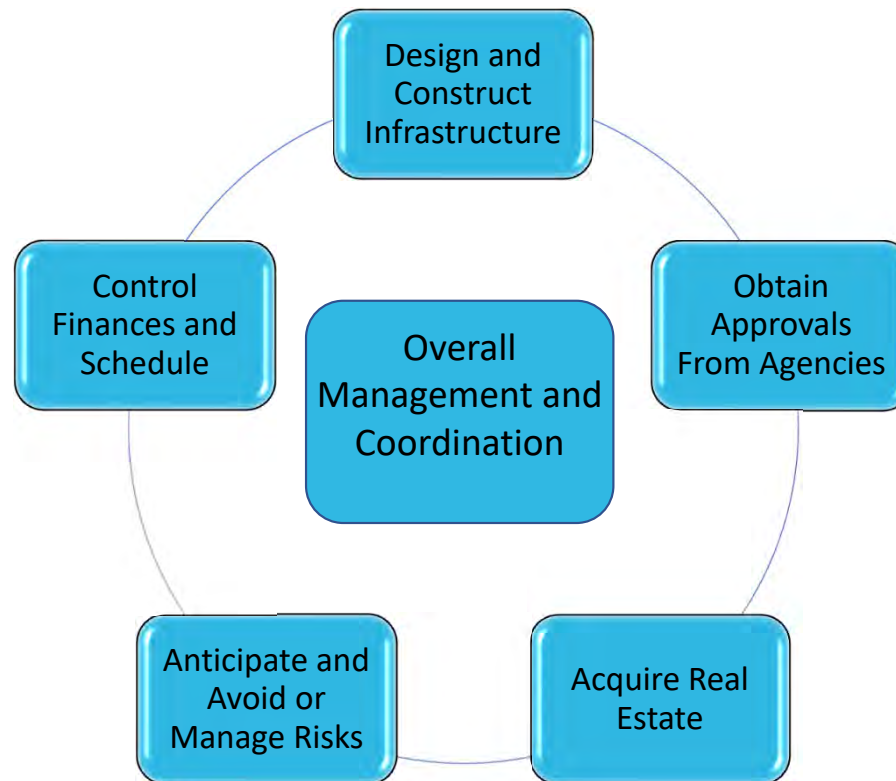 Design and
Construct
Infrastructure
Obtain
Approvals
From Agencies
Acquire Real
Estate
Anticipate and
Avoid or
Manage Risks
Control
Finances and
Schedule
Overall
Management and
Coordination